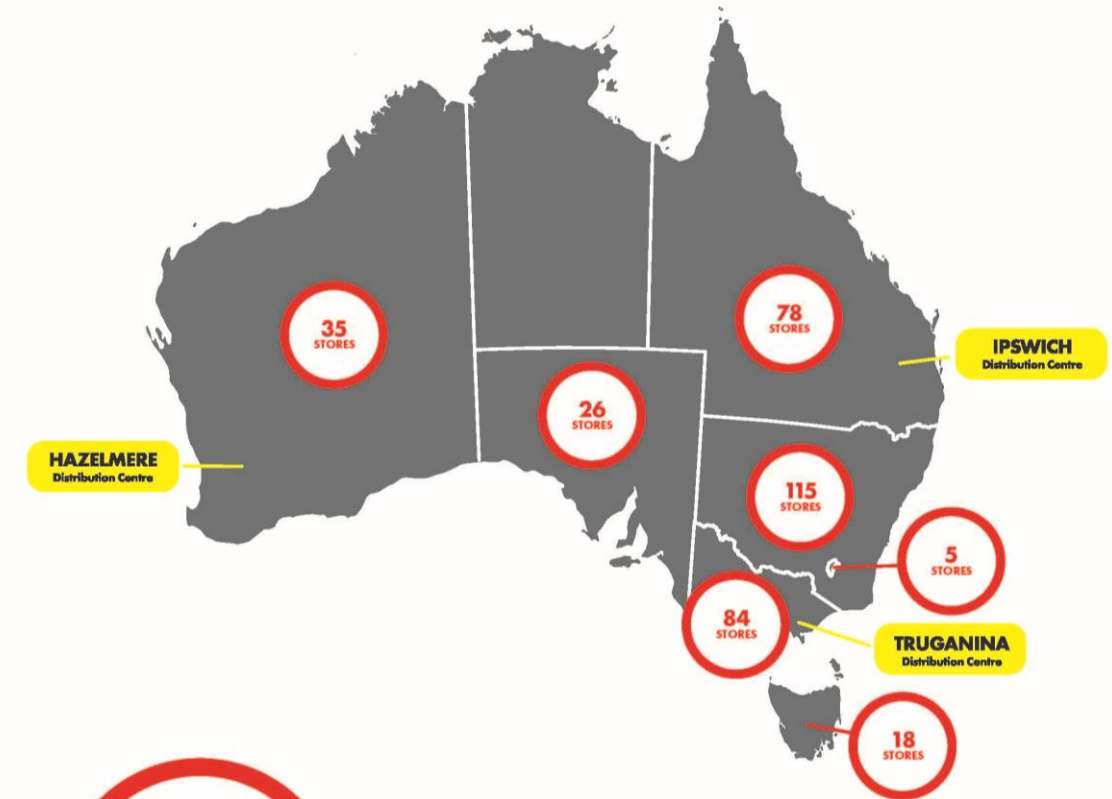 78
STORES
35
STORES
IPSWICH
Distribution Centre
26
STORES
HAZELMERE
Distribution Centre
115
STORES
5
STORES
84
STORES
TRUGANINA
Distribution Centre
18
STORES